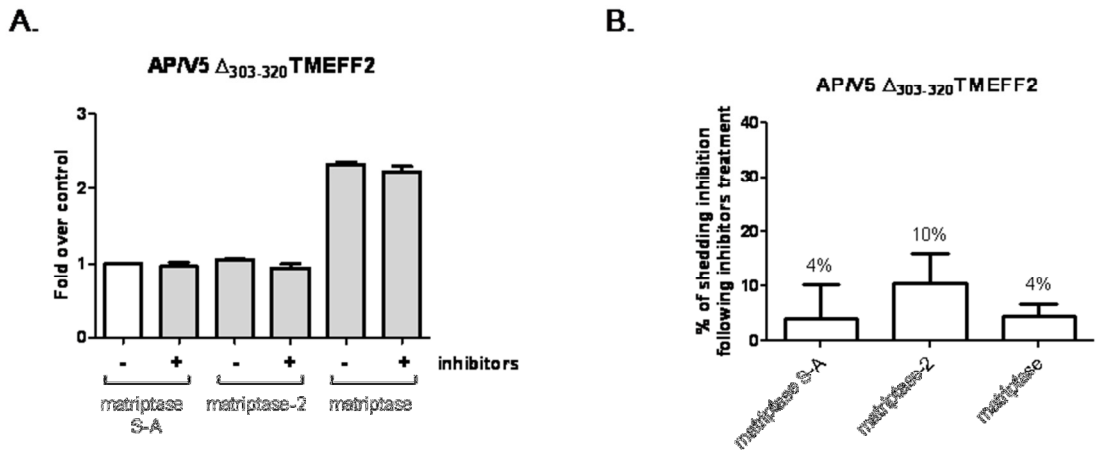 A.
AP/V5 Δ303-320TMEFF2
Fold over control
3
2
1
0
- + - + - + inhibitors
matriptase S-A
matriptase-2
matriptase
B.
AP/V5 Δ303-320TMEFF2
% of shedding inhibition
following inhibitors treatment
40
30
20
10
0
4%
10%
4%
matriptase S-A
matriptase-2
matriptase